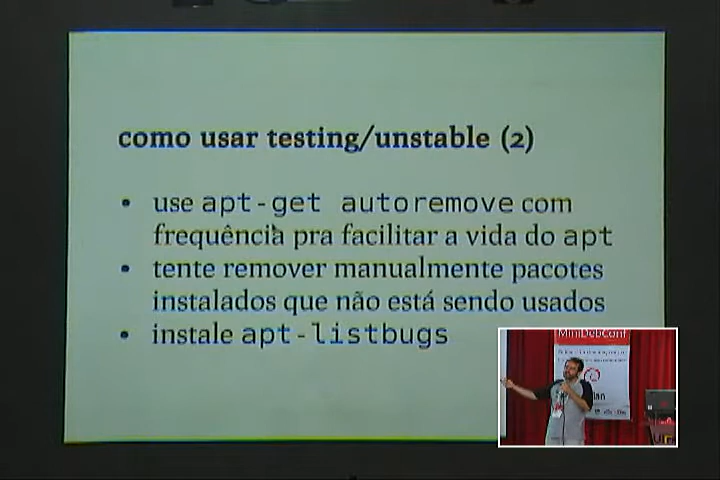 como usar testing/unstable (2)
• use apt-get autoremove com
frequência pra facilitar a vida do apt
• tente remover manualmente pacotes
instalados que não está sendo usados
• instale apt-listbugs
MiniDebConf